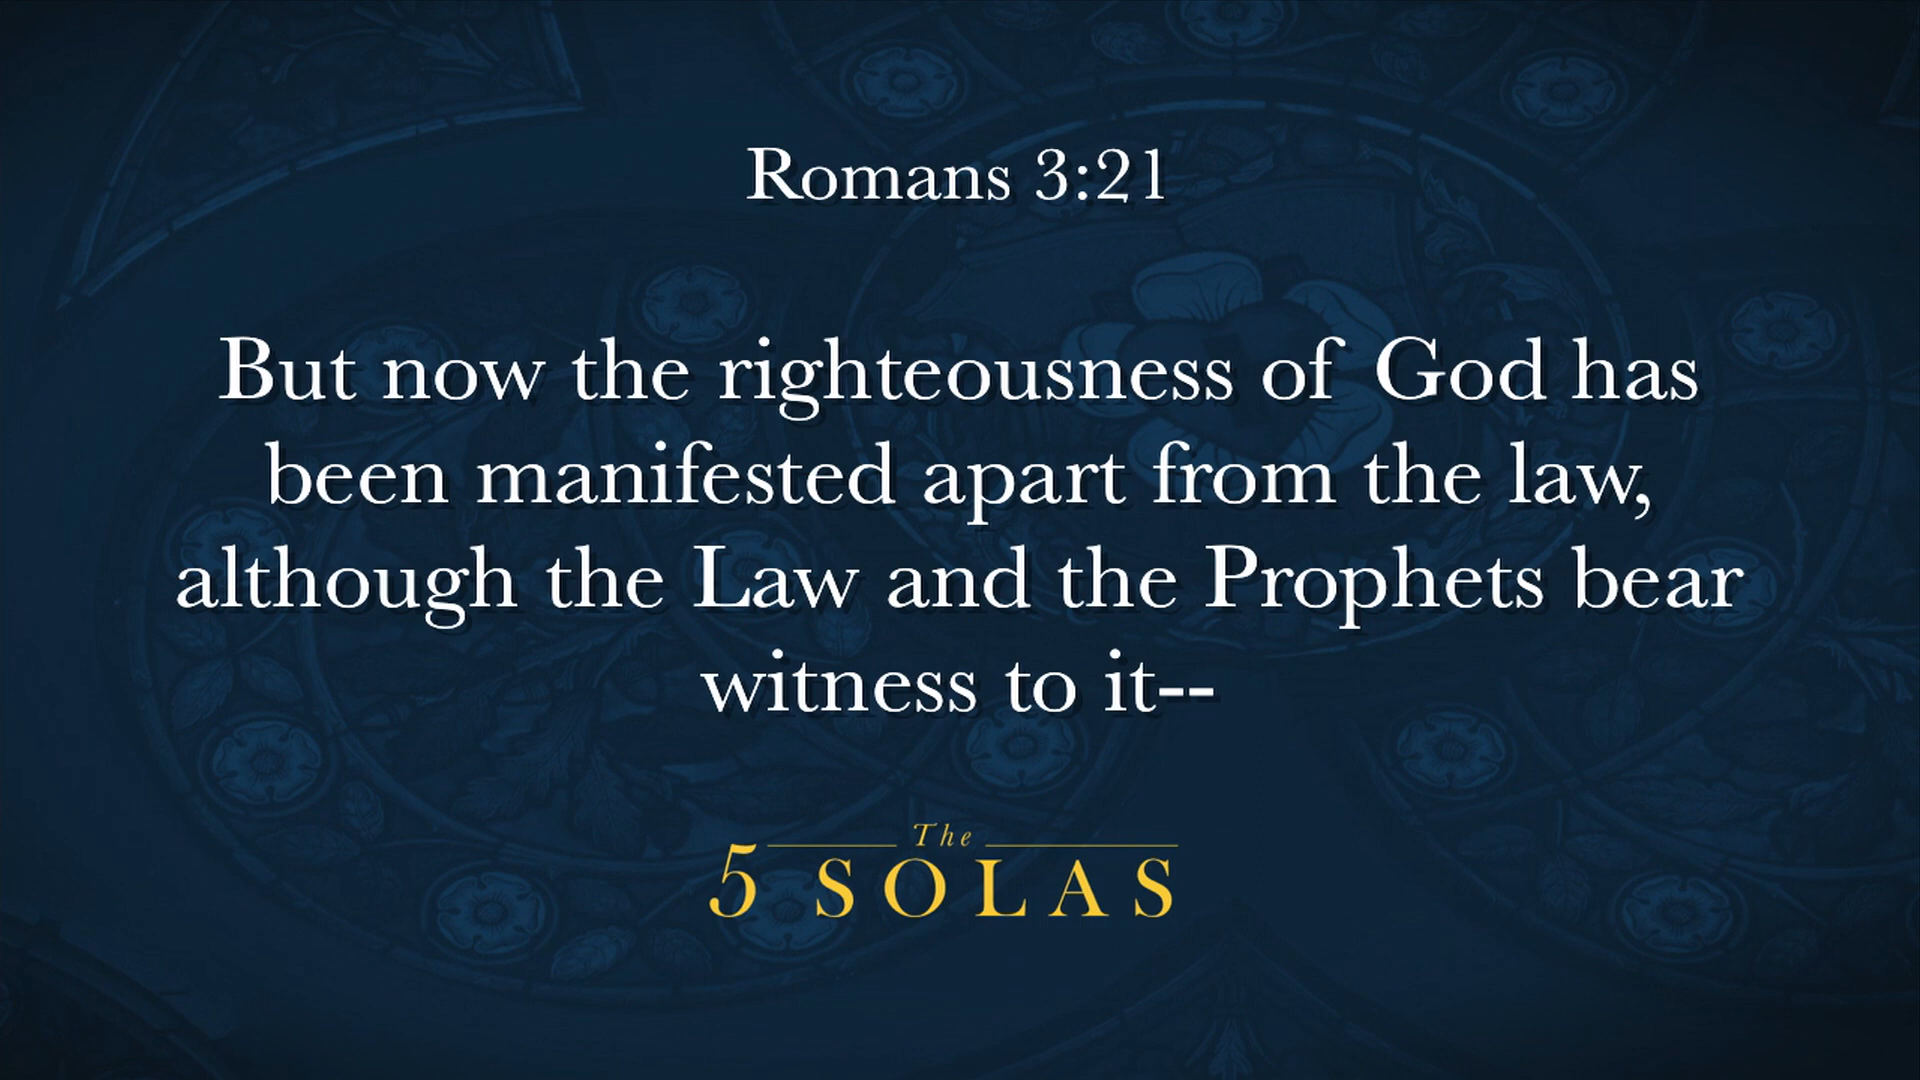 Romans 3:21
But now the righteousness of God has
been manifested apart from the law,
although the Law and the Prophets bear
witness to it--
The
5 SOLAS